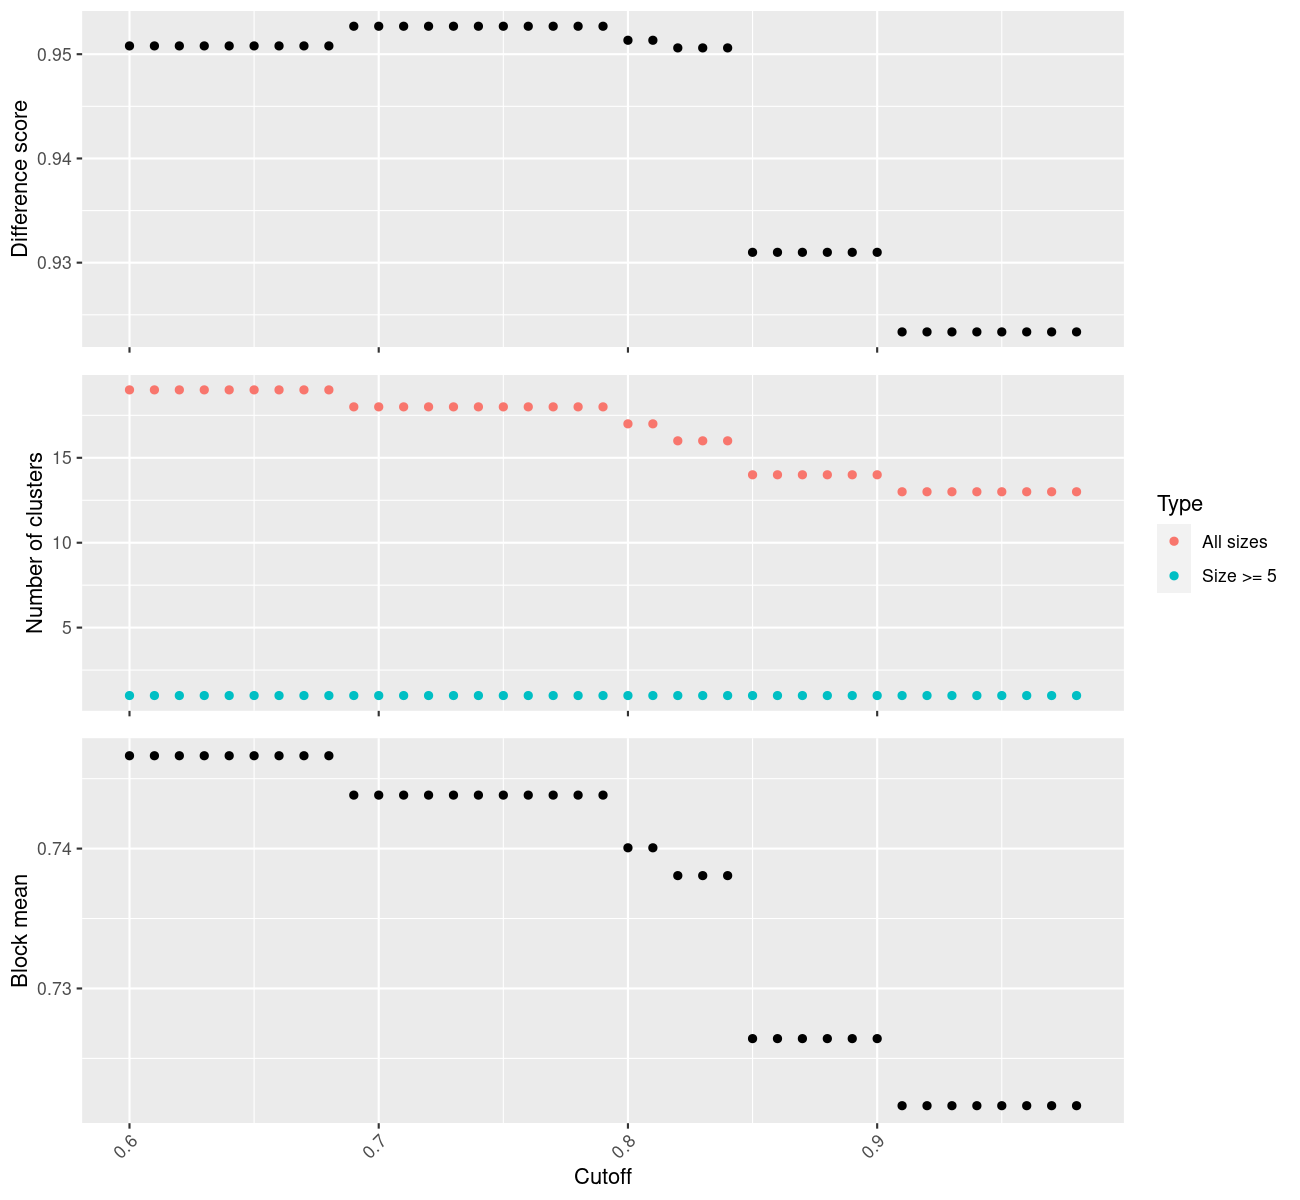 Difference score
0.95
0.94
0.93
Number of clusters
15
10
5
Type
All sizes
Size >= 5
Block mean
0.74
0.73
0.6
0.7
0.8
0.9
Cutoff